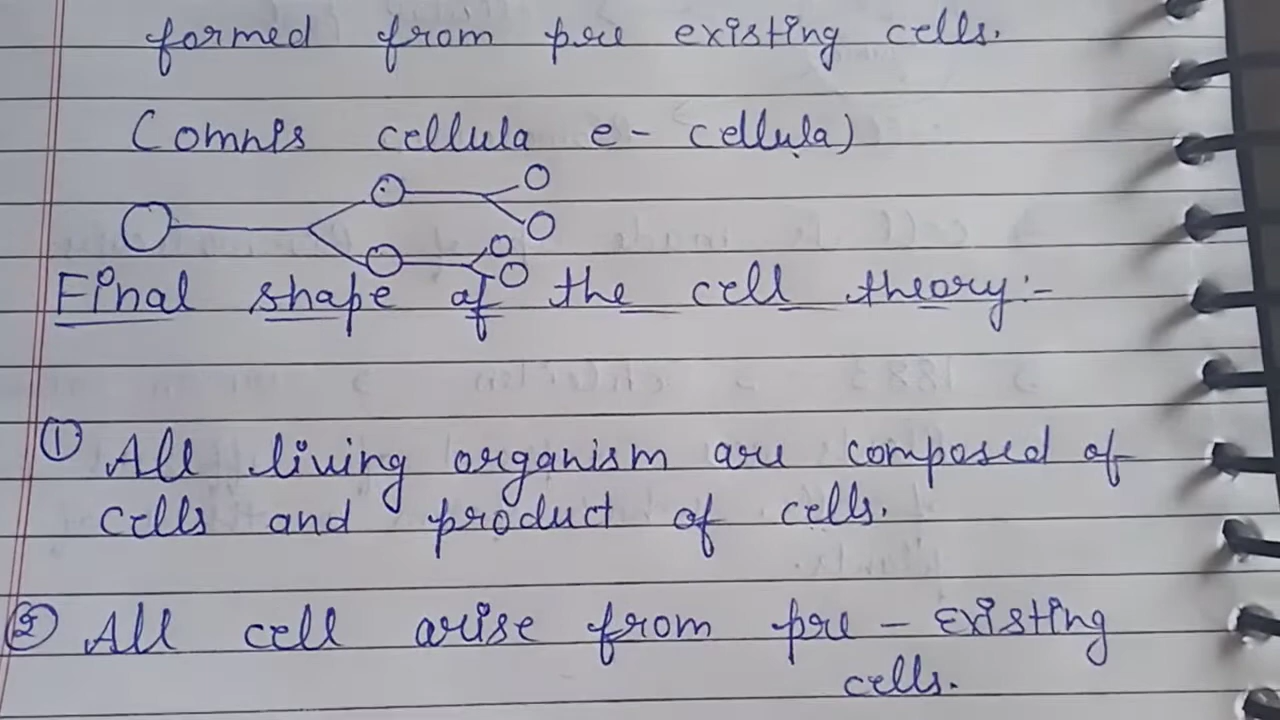 formed from pre existing cells.
(omnis cellula e- cellula)
Final shape of the cell theory:-
① All living organism are composed of
cells and product of cells.
② All cell arise from pre - existing
cells.